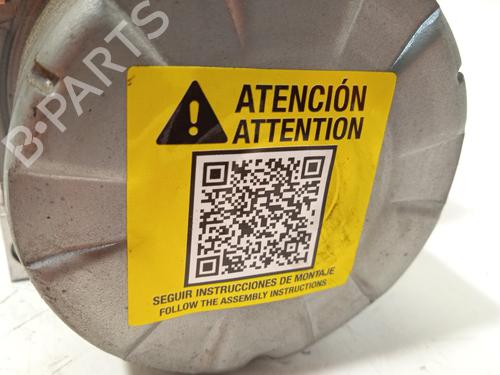 B-PARTS
ATENCIÓN
ATTENTION
SEGUIR INSTRUCCIONES DE MONTAJE
FOLLOW THE ASSEMBLY INSTRUCTIONS